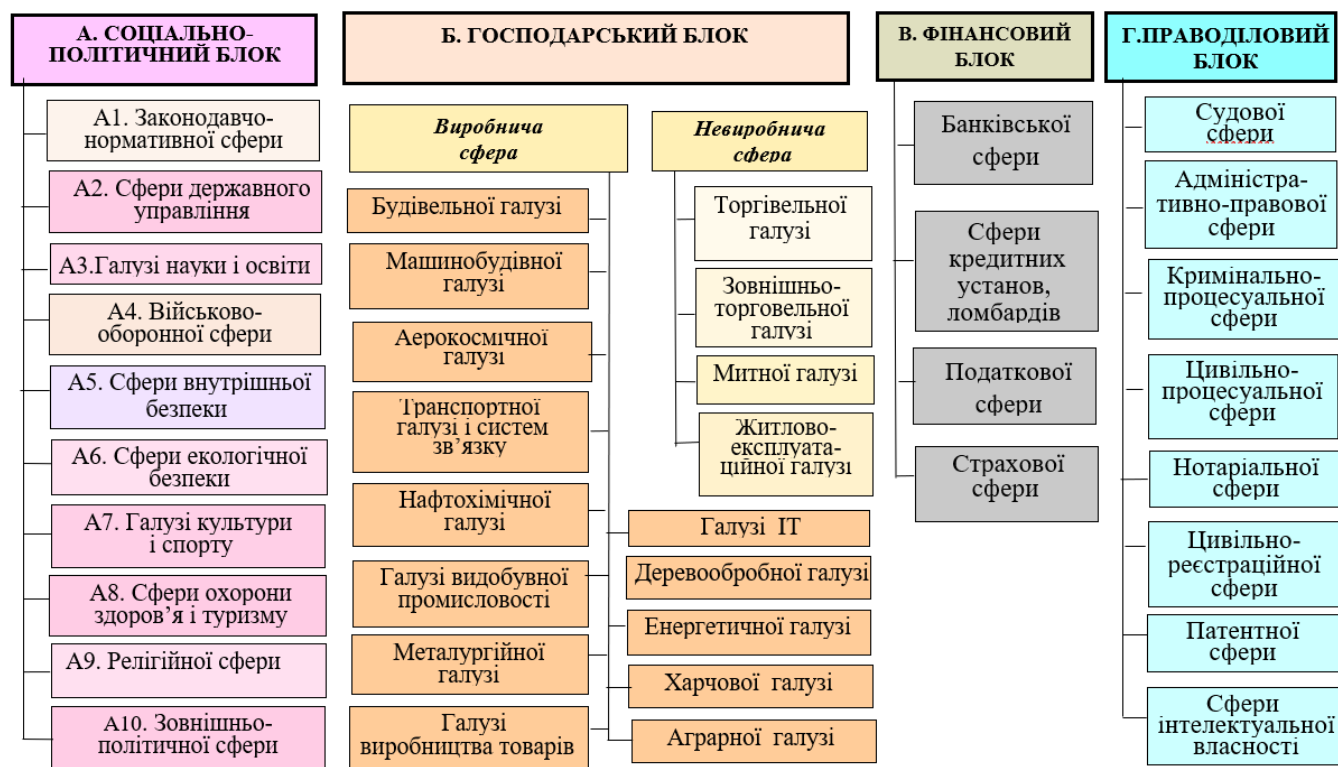 А. СОЦІАЛЬНО-
ПОЛІТИЧНИЙ БЛОК
А1. Законодавчо-
нормативної сфери
А2. Сфери державного
управління
А3.Галузі науки і освіти
А4. Військово-
оборонної сфери
А5. Сфери внутрішньої
безпеки
А6. Сфери екологічної
безпеки
А7. Галузі культури
і спорту
А8. Сфери охорони
здоров’я і туризму
А9. Релігійної сфери
А10. Зовнішньо-
політичної сфери
Б. ГОСПОДАРСЬКИЙ БЛОК
Виробнича
сфера
Будівельної галузі
Машинобудівної
галузі
Аерокосмічної
галузі
Транспортної
галузі і систем
зв’язку
Нафтохімічної
галузі
Галузі видобувної
промисловості
Металургійної
галузі
Галузі
виробництва товарів
Галузі ІТ
Деревообробної галузі
Енергетичної галузі
Харчової галузі
Аграрної галузі
Невиробнича
сфера
Торгівельної
галузі
Зовнішньо-
торговельної
галузі
Митної галузі
Житлово-
експлуата-
ційної галузі
В. ФІНАНСОВИЙ
БЛОК
Банківської
сфери
Сфери
кредитних
установ,
ломбардів
Податкової
сфери
Страхової
сфери
Г.ПРАВОДІЛОВИЙ
БЛОК
Судової
сфери
Адміністра-
тивно-правової
сфери
Кримінально-
процесуальної
сфери
Цивільно-
процесуальної
сфери
Нотаріальної
сфери
Цивільно-
реєстраційної
сфери
Патентної
сфери
Сфери
інтелектуальної
власності